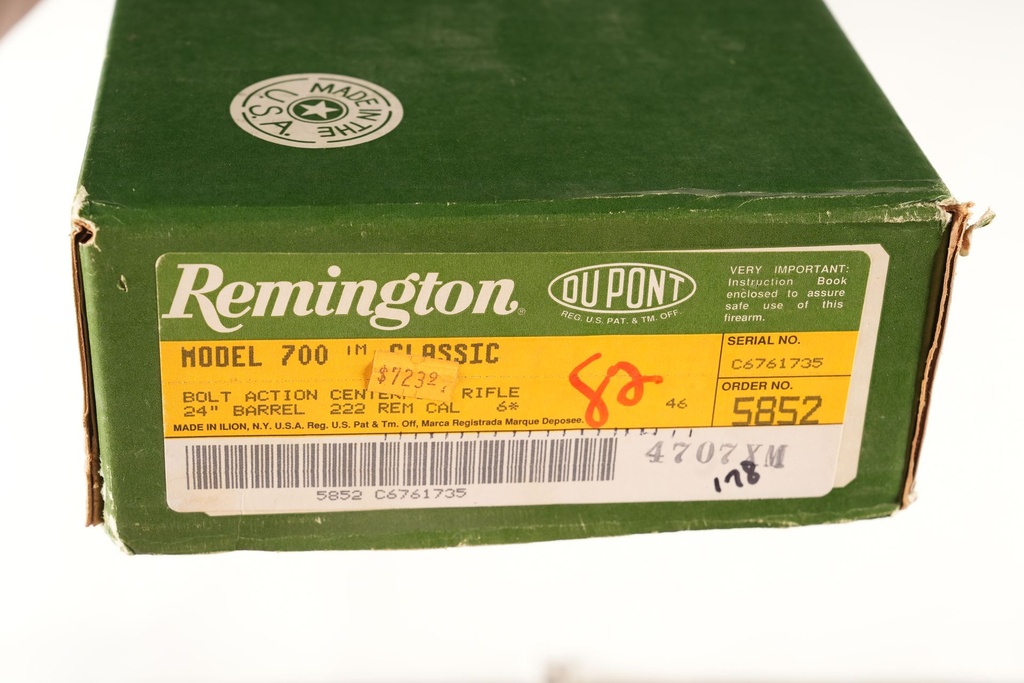 MADE IN THE
U.S.A.
Remington®
DU PONT
REG. U.S. PAT. & TM. OFF.
VERY IMPORTANT:
Instruction Book
enclosed to assure
safe use of this
firearm.
MODEL 700 TM CLASSIC
$723
BOLT ACTION RIFLE
24" BARREL 222 REM CAL 6* 46
82
SERIAL NO.
C6761735
ORDER NO.
5852
MADE IN ILION, N.Y. U.S.A. Reg. U.S. Pat & Tm. Off, Marca Registrada Marque Deposee.
4707XM
178
5852 C6761735